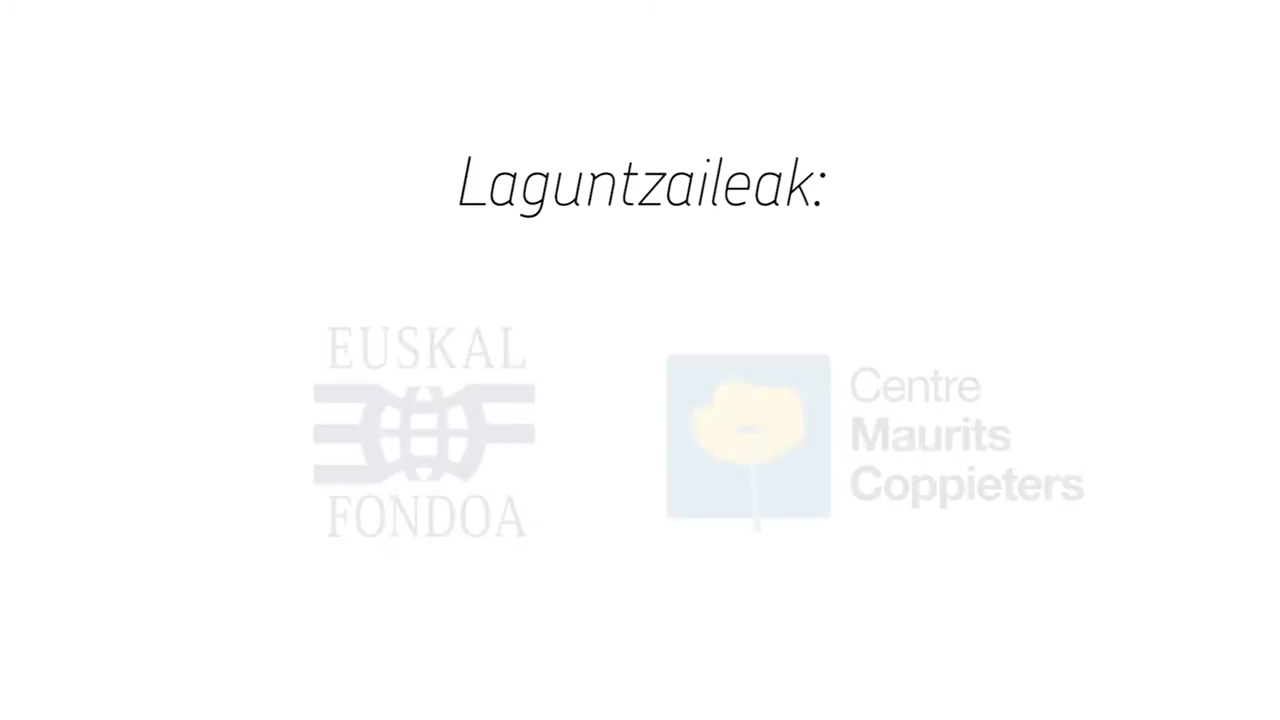 Laguntzaileak:
EUSKAL
FONDOA
Centre
Maurits
Coppieters